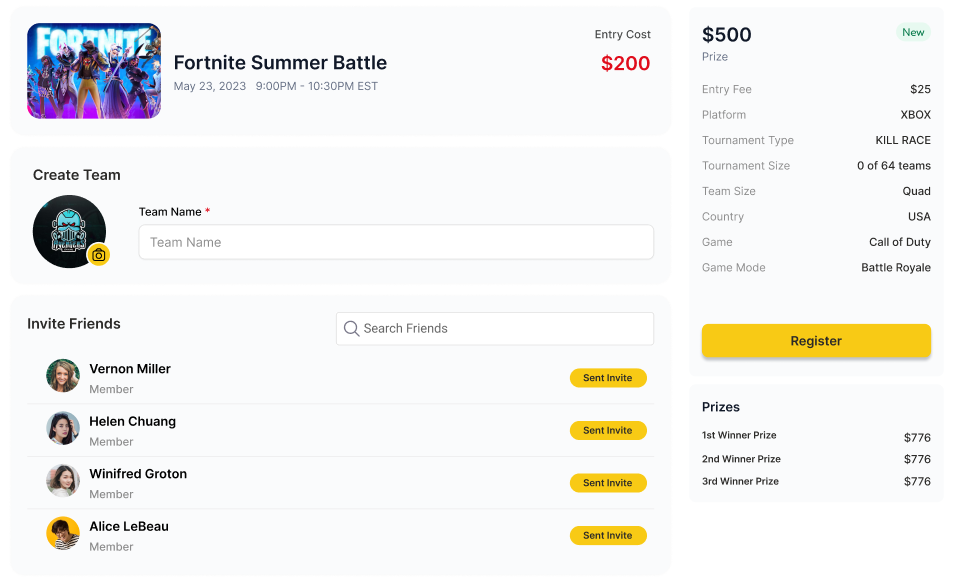 FORTNITE
Fortnite Summer Battle
May 23, 2023 9:00PM - 10:30PM EST
Entry Cost
$200
Create Team
Team Name *
Team Name
Invite Friends
Search Friends
Vernon Miller
Member
Sent Invite
Helen Chuang
Member
Sent Invite
Winifred Groton
Member
Sent Invite
Alice LeBeau
Member
Sent Invite
$500
New
Prize
Entry Fee $25
Platform XBOX
Tournament Type KILL RACE
Tournament Size 0 of 64 teams
Team Size Quad
Country USA
Game Call of Duty
Game Mode Battle Royale
Register
Prizes
1st Winner Prize $776
2nd Winner Prize $776
3rd Winner Prize $776